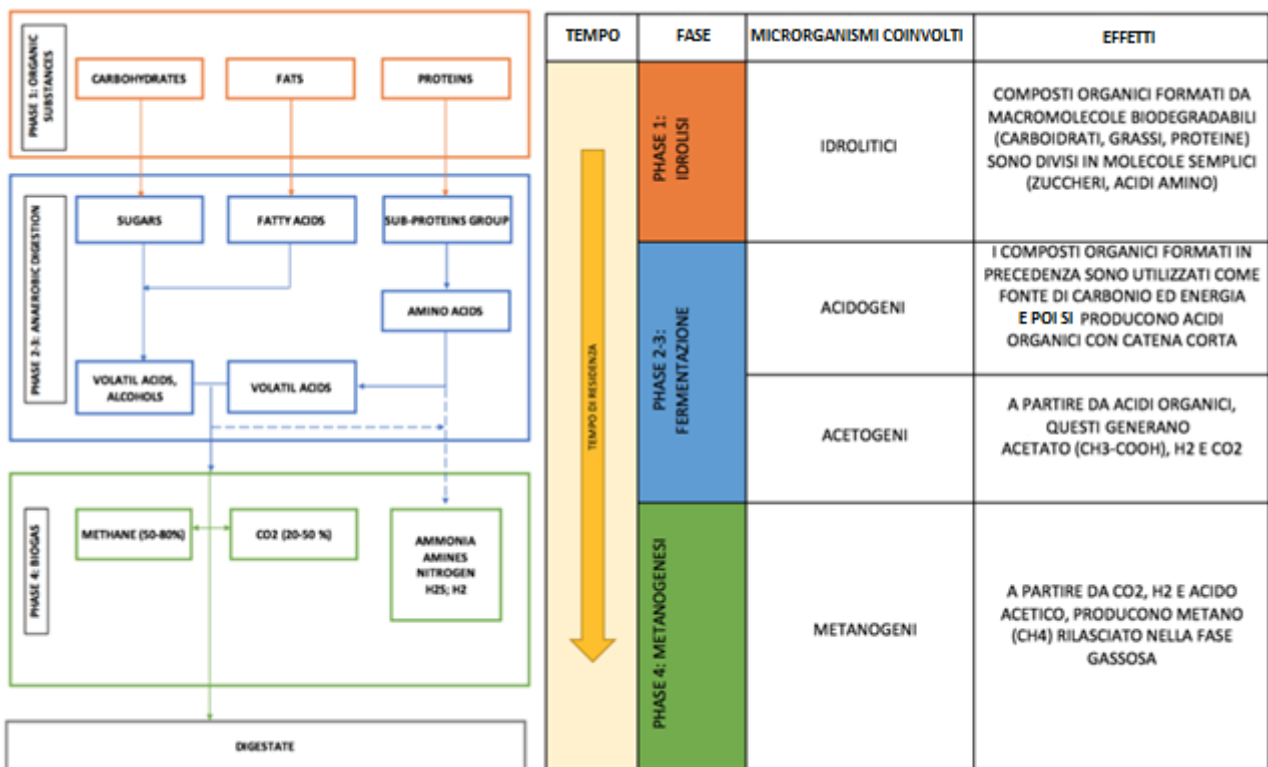 PHASE 1: ORGANIC
SUBSTANCES
CARBOHYDRATES
FATS
PROTEINS
PHASE 2-3: ANAEROBIC DIGESTION
SUGARS
FATTY ACIDS
SUB-PROTEINS GROUP
AMINO ACIDS
VOLATIL ACIDS,
ALCOHOLS
VOLATIL ACIDS
PHASE 4: BIOGAS
METHANE (50-80%)
CO2 (20-50 %)
AMMONIA
AMINES
NITROGEN
H2S; H2
DIGESTATE
TEMPO
FASE
MICRORGANISMI COINVOLTI
EFFETTI
TEMPO DI RESIDENZA
PHASE 1:
IDROLISI
IDROLITICI
COMPOSTI ORGANICI FORMATI DA
MACROMOLECOLE BIODEGRADABILI
(CARBOIDRATI, GRASSI, PROTEINE)
SONO DIVISI IN MOLECOLE SEMPLICI
(ZUCCHERI, ACIDI AMINO)
PHASE 2-3:
FERMENTAZIONE
ACIDOGENI
I COMPOSTI ORGANICI FORMATI IN
PRECEDENZA SONO UTILIZZATI COME
FONTE DI CARBONIO ED ENERGIA
E POI SI PRODUCONO ACIDI
ORGANICI CON CATENA CORTA
ACETOGENI
A PARTIRE DA ACIDI ORGANICI,
QUESTI GENERANO
ACETATO (CH3-COOH), H2 E CO2
PHASE 4: METANOGENESI
METANOGENI
A PARTIRE DA CO2, H2 E ACIDO
ACETICO, PRODUCONO METANO
(CH4) RILASCIATO NELLA FASE
GASSOSA